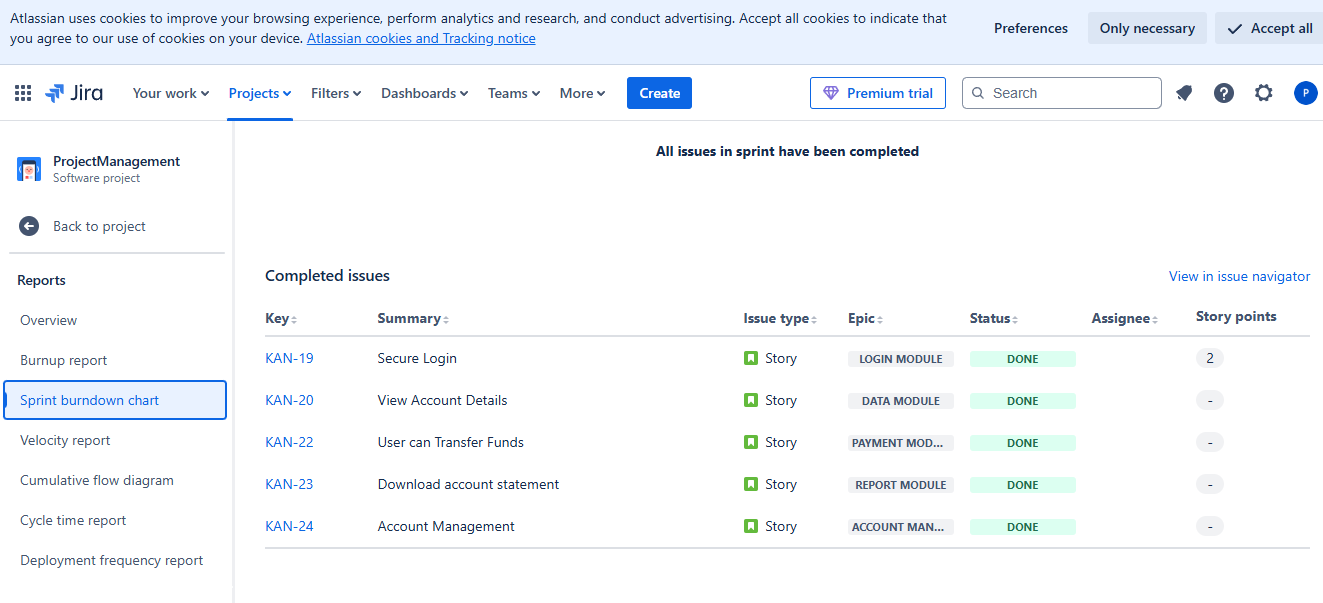 Atlassian uses cookies to improve your browsing experience, perform analytics and research, and conduct advertising. Accept all cookies to indicate that
you agree to our use of cookies on your device. Atlassian cookies and Tracking notice
Preferences
Only necessary
Accept all
Jira
Your work
Projects
Filters
Dashboards
Teams
More
Create
Premium trial
Search
P
ProjectManagement
Software project
Back to project
Reports
Overview
Burnup report
Sprint burndown chart
Velocity report
Cumulative flow diagram
Cycle time report
Deployment frequency report
All issues in sprint have been completed
Completed issues
View in issue navigator
Key Summary Issue type Epic Status Assignee Story points
KAN-19 Secure Login Story LOGIN MODULE DONE 2
KAN-20 View Account Details Story DATA MODULE DONE -
KAN-22 User can Transfer Funds Story PAYMENT MOD... DONE -
KAN-23 Download account statement Story REPORT MODULE DONE -
KAN-24 Account Management Story ACCOUNT MAN... DONE -